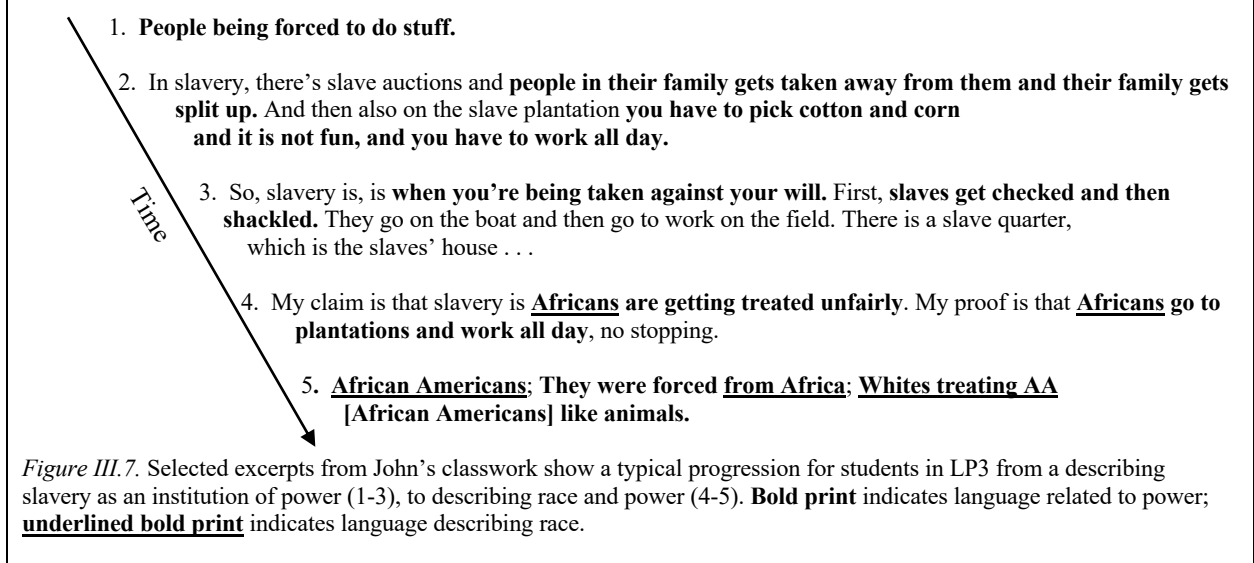 1. People being forced to do stuff.
2. In slavery, there’s slave auctions and people in their family gets taken away from them and their family gets
split up. And then also on the slave plantation you have to pick cotton and corn
and it is not fun, and you have to work all day.
Time
3. So, slavery is, is when you’re being taken against your will. First, slaves get checked and then
shackled. They go on the boat and then go to work on the field. There is a slave quarter,
which is the slaves’ house . . .
4. My claim is that slavery is Africans are getting treated unfairly. My proof is that Africans go to
plantations and work all day, no stopping.
5. African Americans; They were forced from Africa; Whites treating AA
[African Americans] like animals.
Figure III.7. Selected excerpts from John’s classwork show a typical progression for students in LP3 from a describing
slavery as an institution of power (1-3), to describing race and power (4-5). Bold print indicates language related to power;
underlined bold print indicates language describing race.